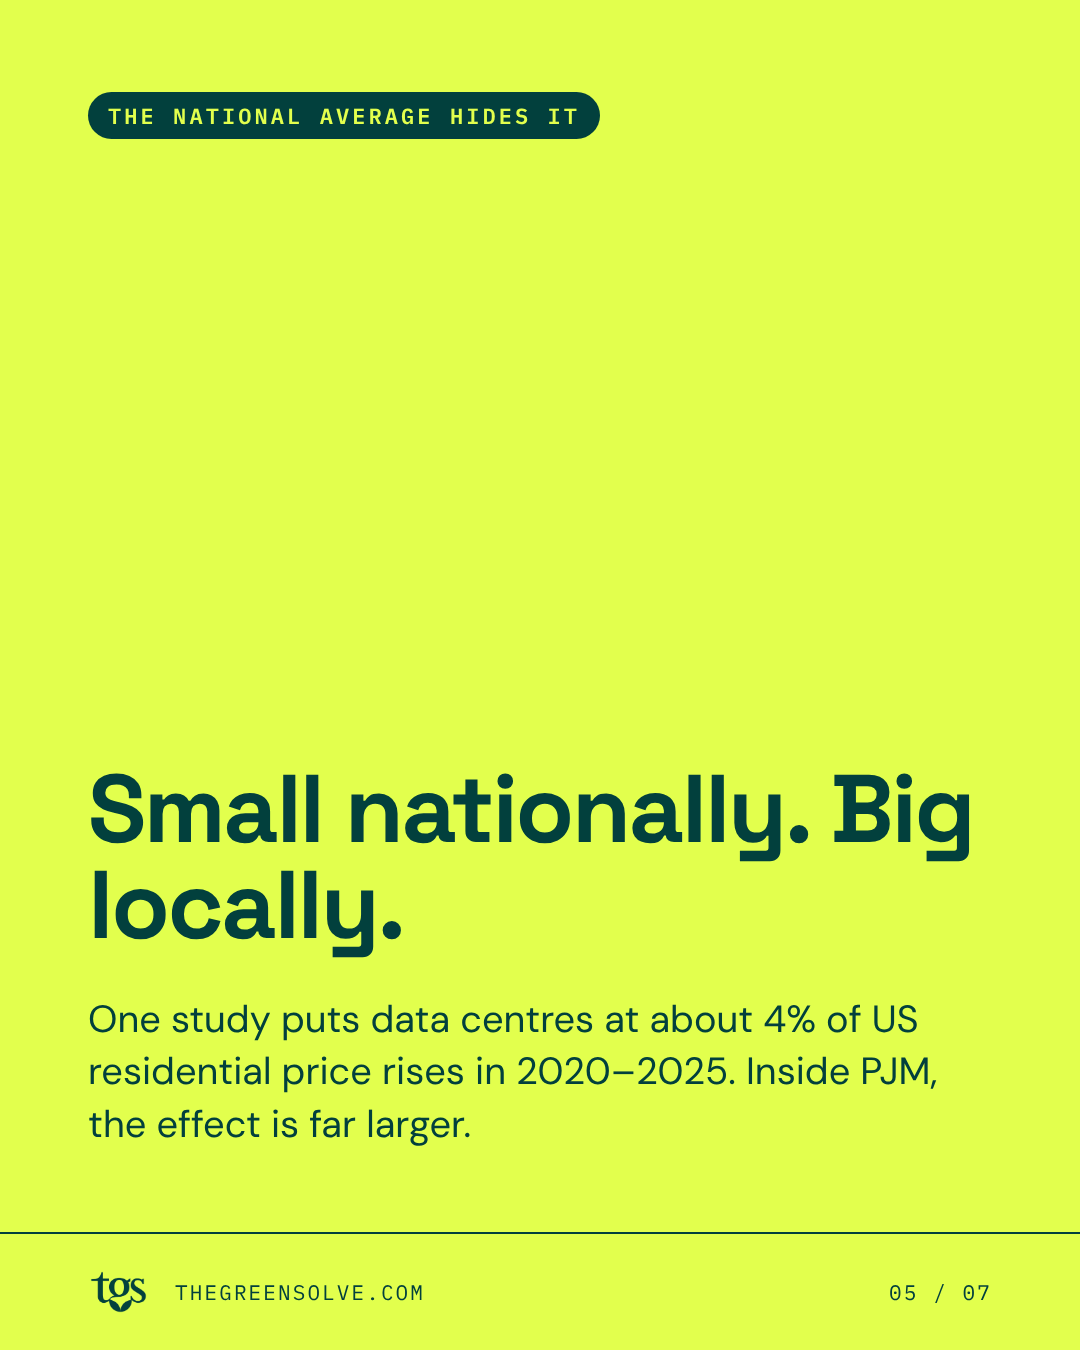 THE NATIONAL AVERAGE HIDES IT
Small nationally. Big
locally.
One study puts data centres at about 4% of US
residential price rises in 2020–2025. Inside PJM,
the effect is far larger.
tgs THEGREENSOLVE.COM 05 / 07